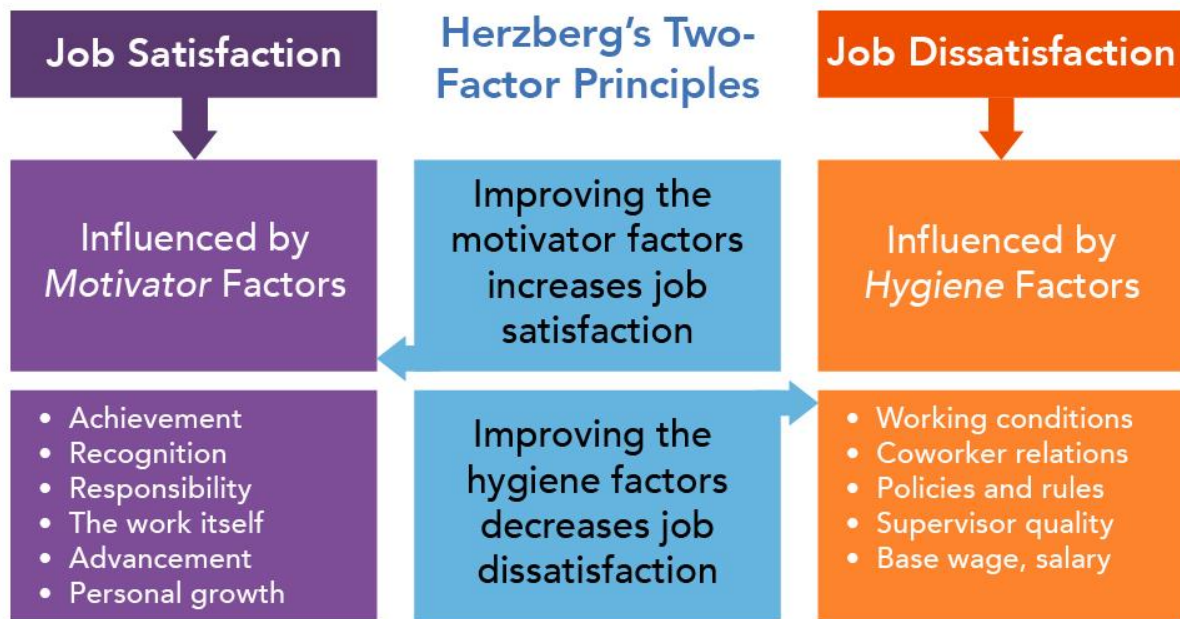 Job Satisfaction
Influenced by
Motivator Factors
• Achievement
• Recognition
• Responsibility
• The work itself
• Advancement
• Personal growth
Herzberg's Two-
Factor Principles
Improving the
motivator factors
increases job
satisfaction
Improving the
hygiene factors
decreases job
dissatisfaction
Job Dissatisfaction
Influenced by
Hygiene Factors
• Working conditions
• Coworker relations
• Policies and rules
• Supervisor quality
• Base wage, salary